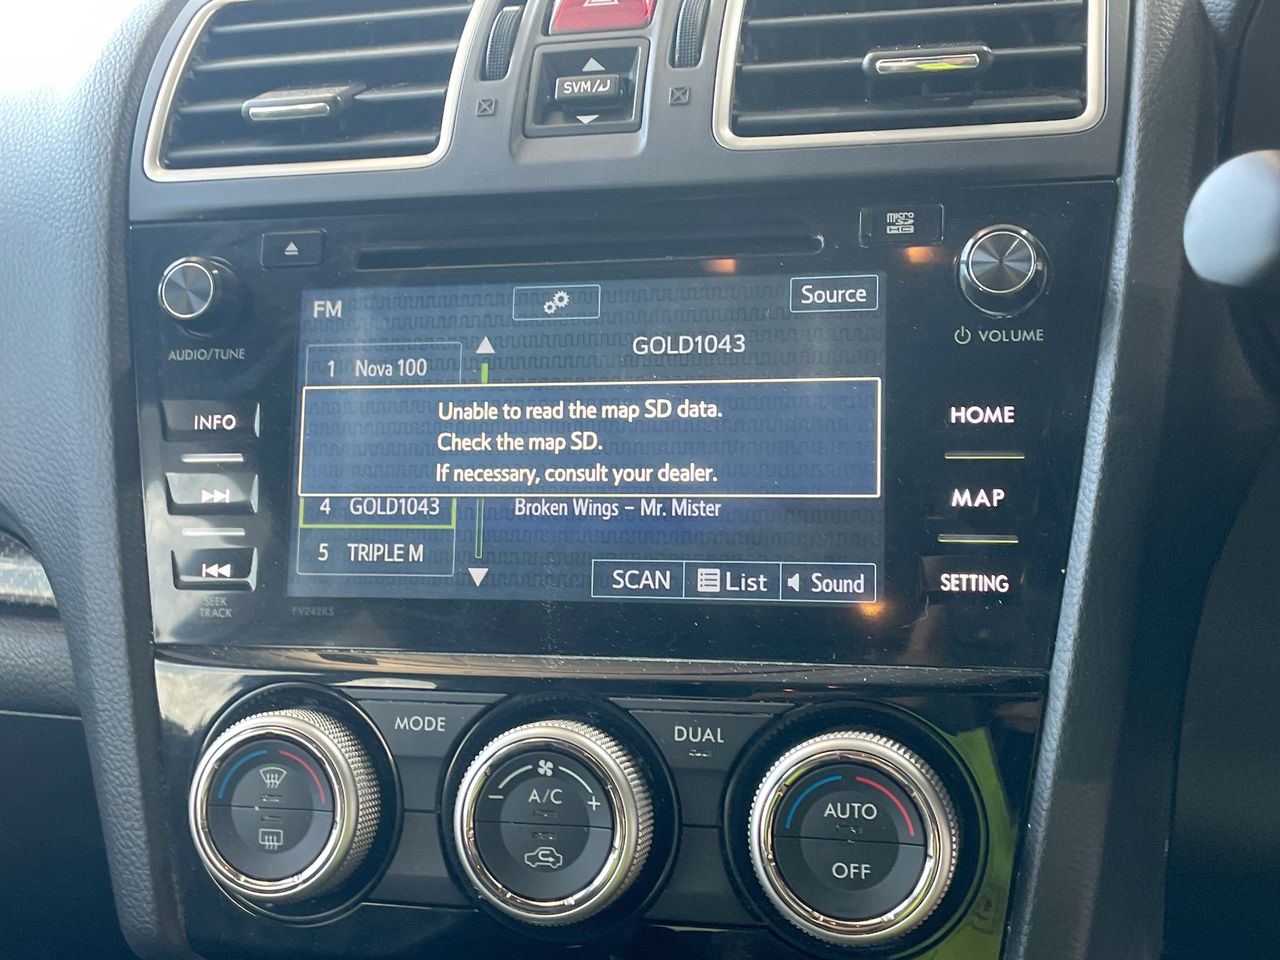 SVM/
micro
SD
HC
FM
Source
AUDIO/TUNE
VOLUME
GOLD1043
1 Nova 100
Unable to read the map SD data.
Check the map SD.
If necessary, consult your dealer.
INFO
HOME
MAP
4 GOLD1043
Broken Wings – Mr. Mister
5 TRIPLE M
SCAN
List
Sound
SETTING
SEEK
TRACK
FV242KS
MODE
DUAL
A/C
- +
AUTO
OFF